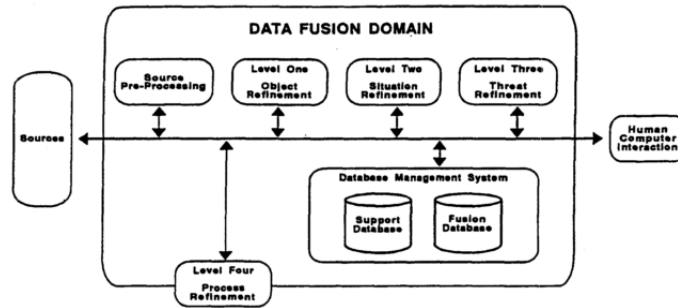 DATA FUSION DOMAIN
Source
Pre-Processing
Level One
Object
Refinement
Level Two
Situation
Refinement
Level Three
Threat
Refinement
Sources
Human
Computer
Interaction
Database Management System
Support
Database
Fusion
Database
Level Four
Process
Refinement